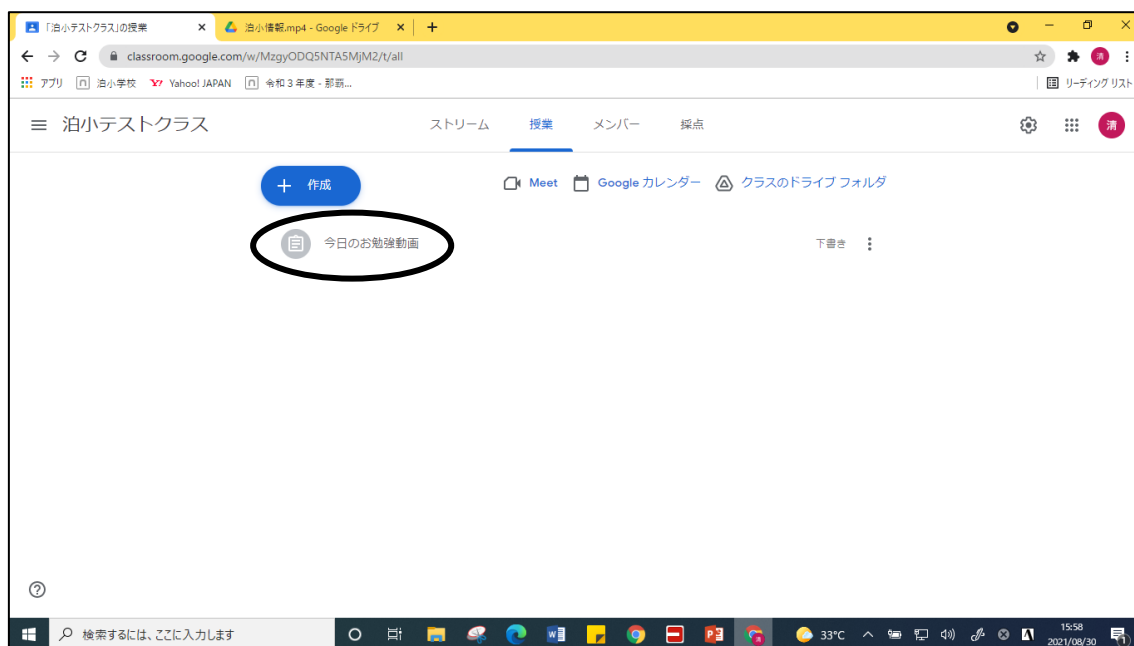 「泊小テストクラス」の授業
泊小情報.mp4 - Google ドライブ
classroom.google.com/w/MzgyODQ5NTA5MjM2/t/all
清
アプリ 泊小学校 Yahoo! JAPAN 令和3年度 - 那覇... リーディング リスト
泊小テストクラス ストリーム 授業 メンバー 採点 清
+ 作成 Meet Google カレンダー クラスのドライブ フォルダ
今日のお勉強動画 下書き
検索するには、ここに入力します 33°C 15:58
2021/08/30